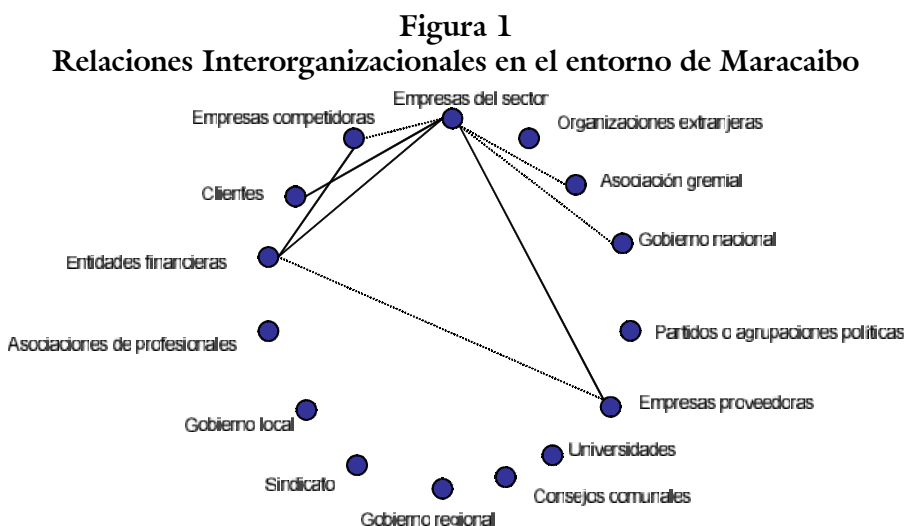 Figura 1
Relaciones Interorganizacionales en el entorno de Maracaibo
Empresas del sector
Empresas competidoras
Organizaciones extranjeras
Asociación gremial
Clientes
Gobierno nacional
Entidades financieras
Partidos o agrupaciones políticas
Asociaciones de profesionales
Empresas proveedoras
Gobierno local
Universidades
Sindicato
Consejos comunales
Gobierno regional